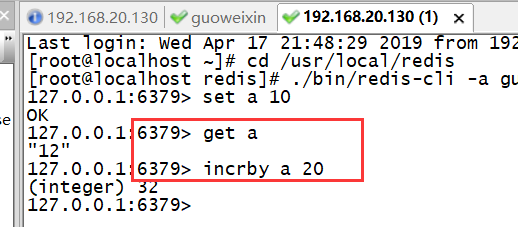 192.168.20.130
guoweixin
192.168.20.130 (1)
×
Last login: Wed Apr 17 21:48:29 2019 from 192
[root@localhost ~]# cd /usr/local/redis
[root@localhost redis]# ./bin/redis-cli -a gu
127.0.0.1:6379> set a 10
OK
127.0.0.1:6379> get a
"12"
127.0.0.1:6379> incrby a 20
(integer) 32
127.0.0.1:6379>
se